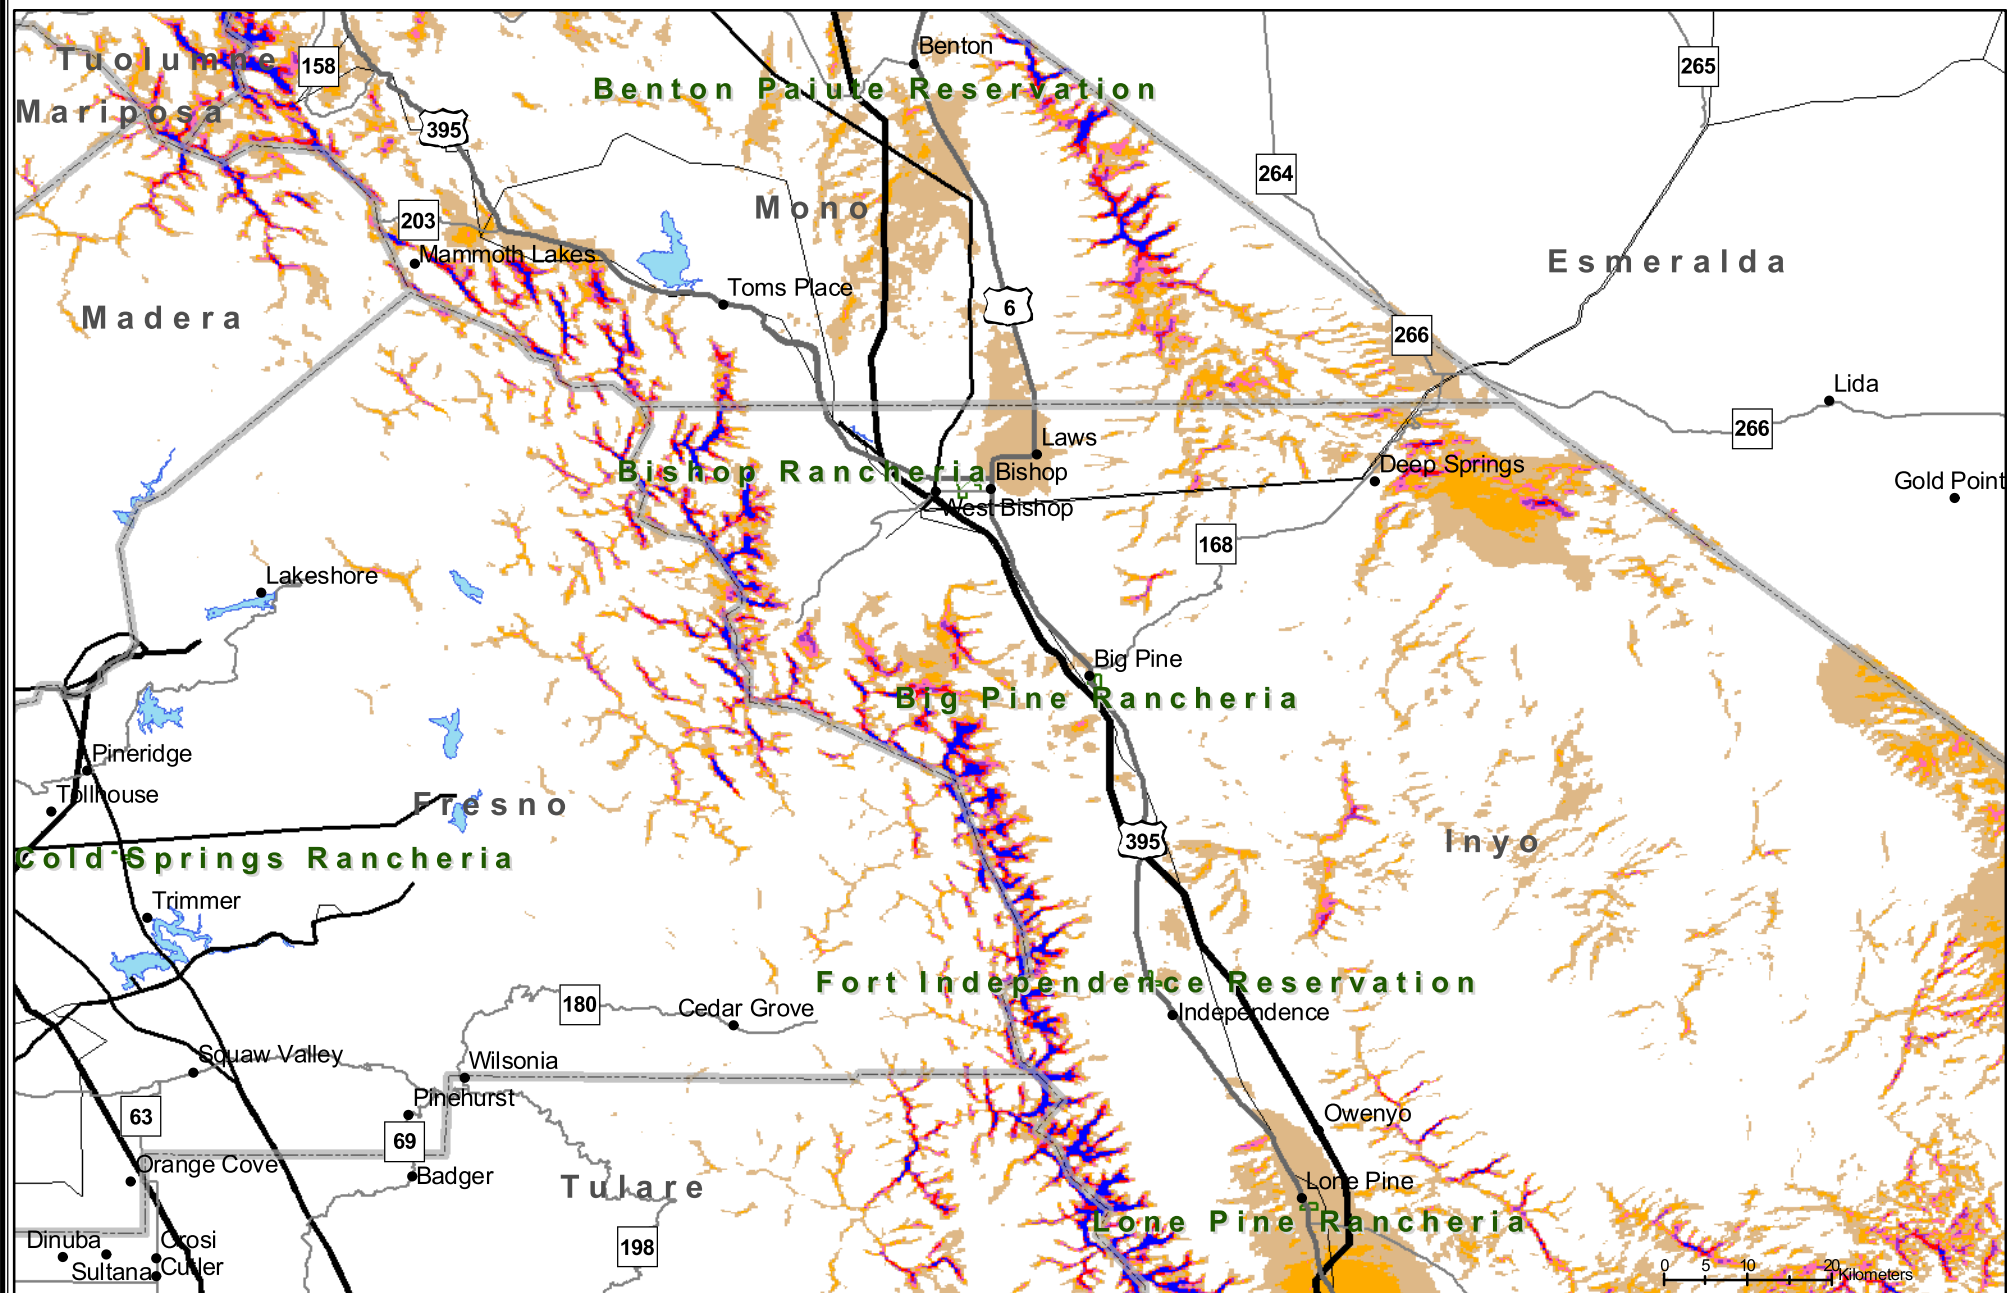 Benton
Tuolumne
158
265
Benton Paiute Reservation
Mariposa
395
264
Mono
203
Mammoth Lakes
Esmeralda
Toms Place
6
Madera
266
Lida
266
Laws
Bishop Rancheria
Bishop
Deep Springs
Gold Point
West Bishop
168
Lakeshore
Big Pine
Big Pine Rancheria
Pineridge
Tollhouse
Fresno
395
Inyo
Cold Springs Rancheria
Trimmer
Fort Independence Reservation
180
Cedar Grove
Independence
Squaw Valley
Wilsonia
Pinehurst
63
Owenyo
69
Orange Cove
Badger
Tulare
Lone Pine
Lone Pine Rancheria
Dinuba
Orosi
198
Sultana
Cutler
0 5 10 20
Kilometers